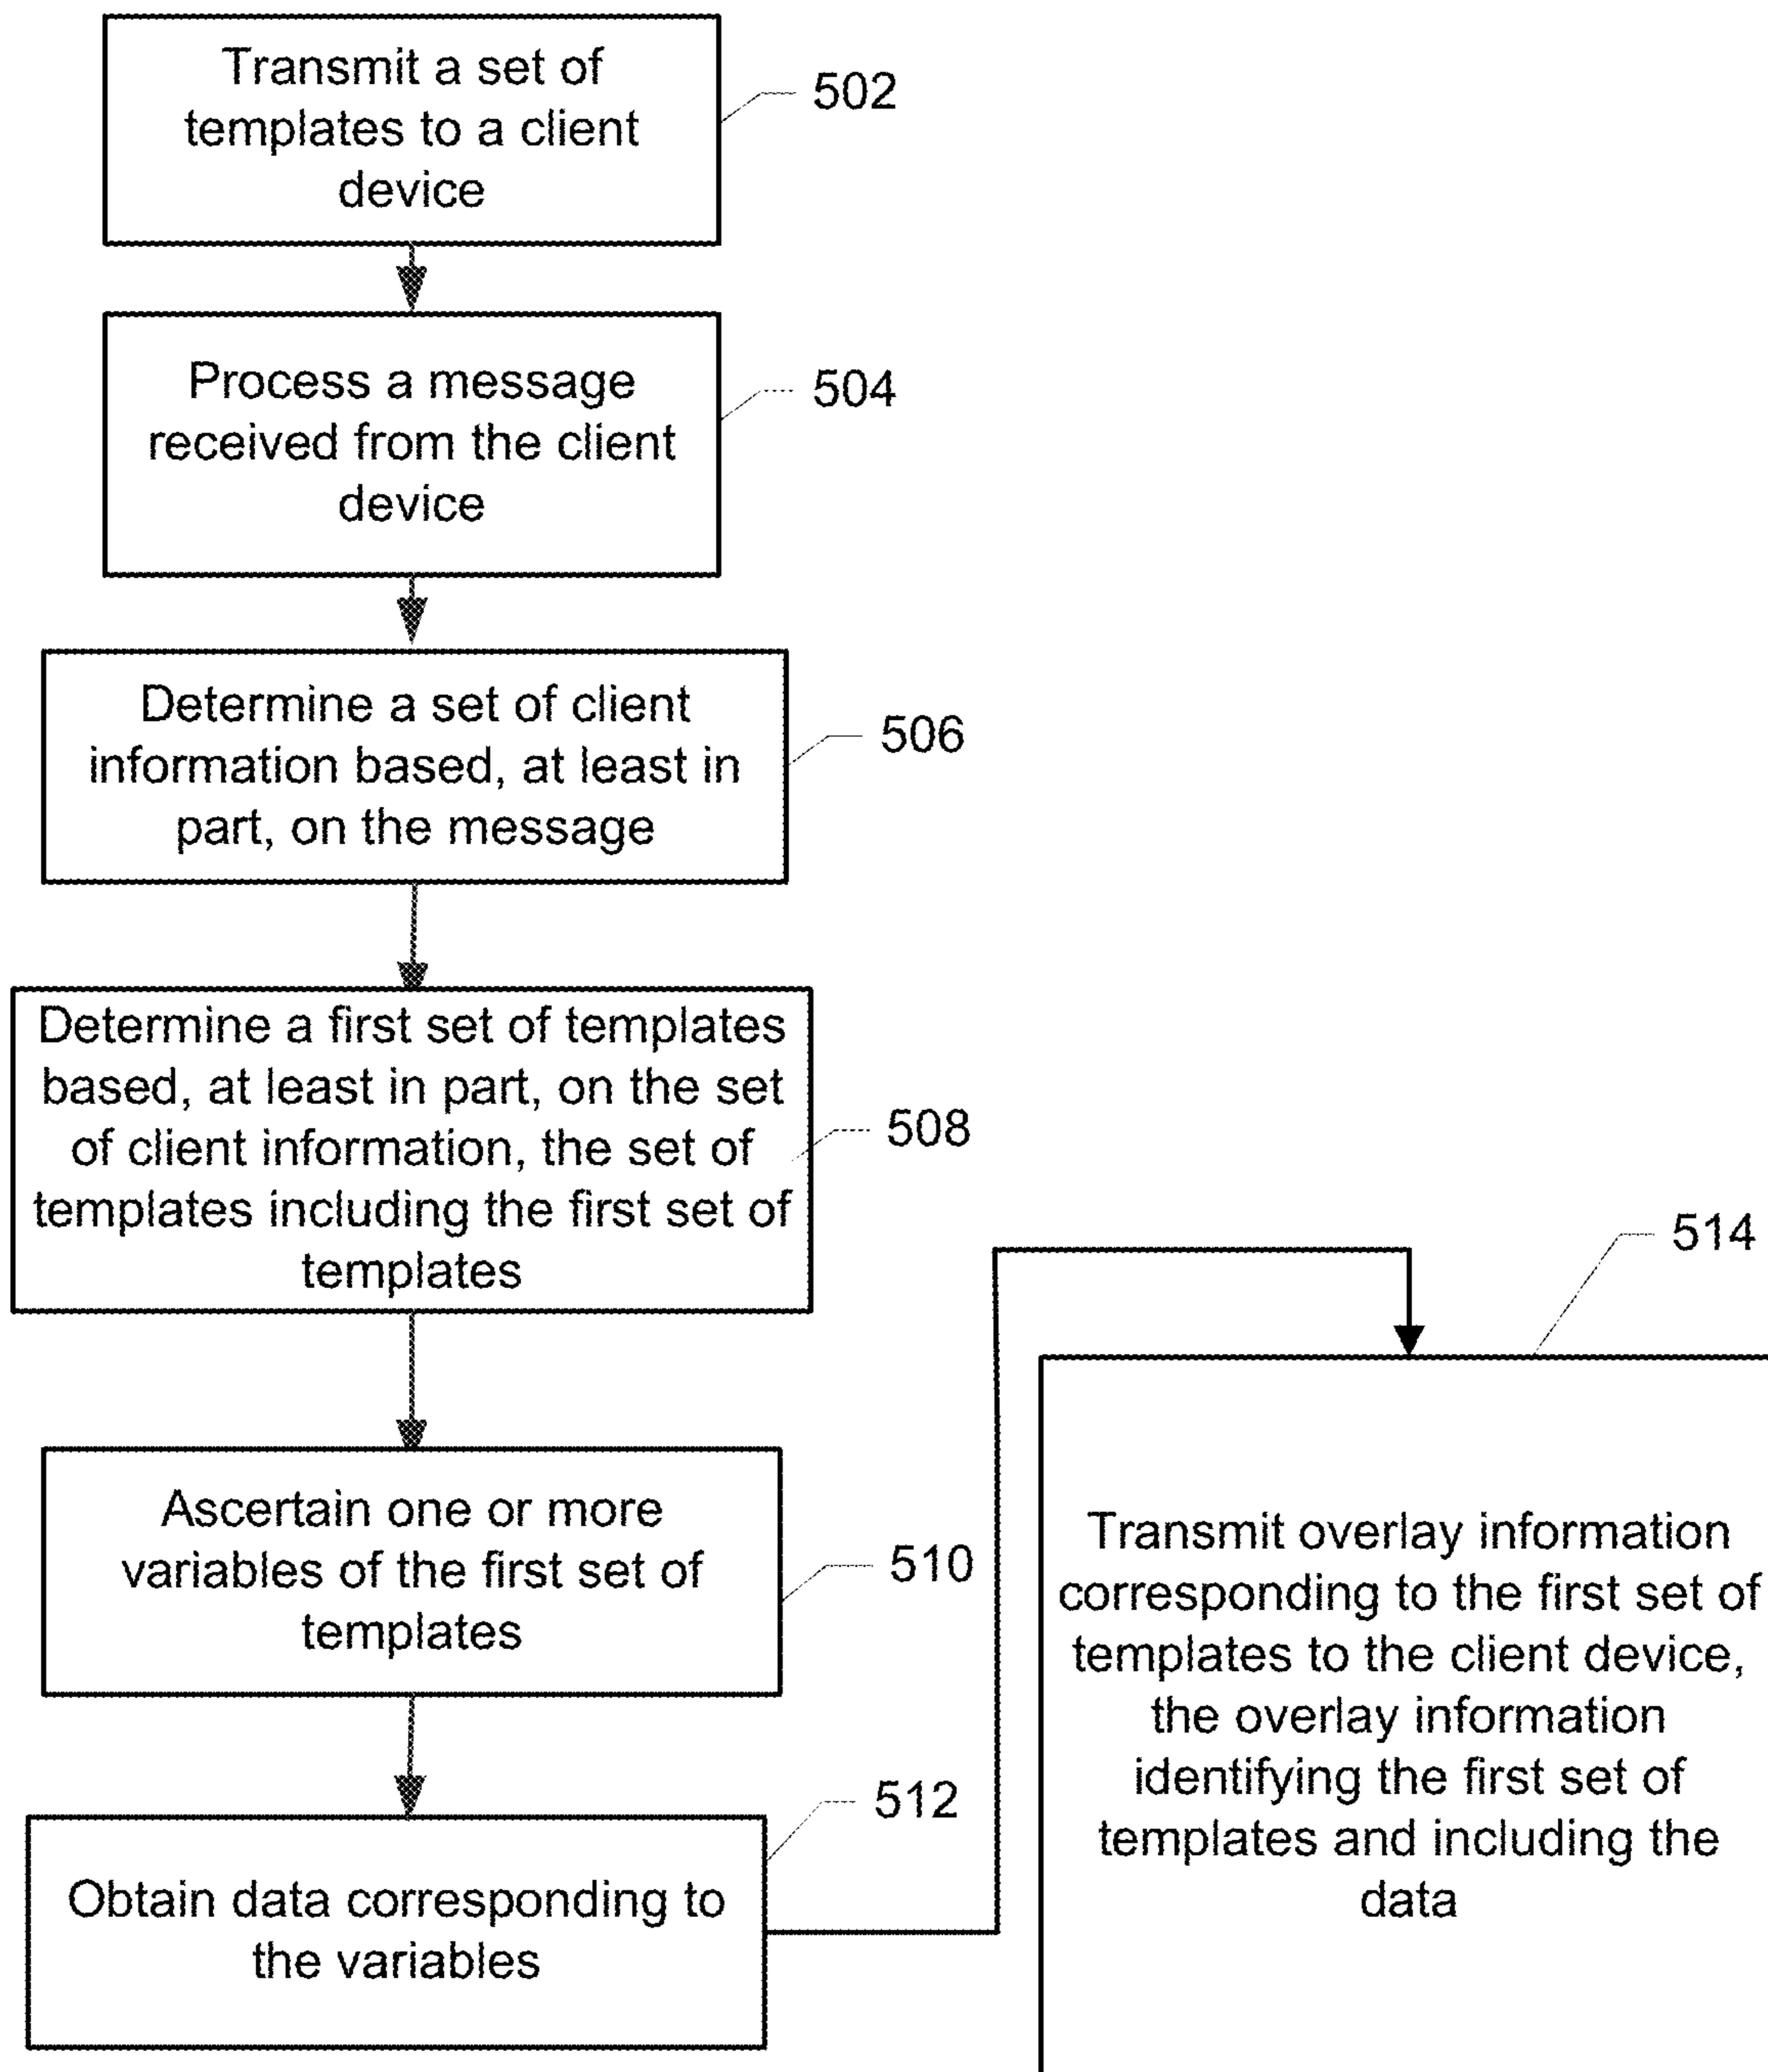 Transmit a set of
templates to a client
device
502
Process a message
received from the client
device
504
Determine a set of client
information based, at least in
part, on the message
506
Determine a first set of templates
based, at least in part, on the set
of client information, the set of
templates including the first set of
templates
508
Ascertain one or more
variables of the first set of
templates
510
Obtain data corresponding to
the variables
512
514
Transmit overlay information
corresponding to the first set of
templates to the client device,
the overlay information
identifying the first set of
templates and including the
data